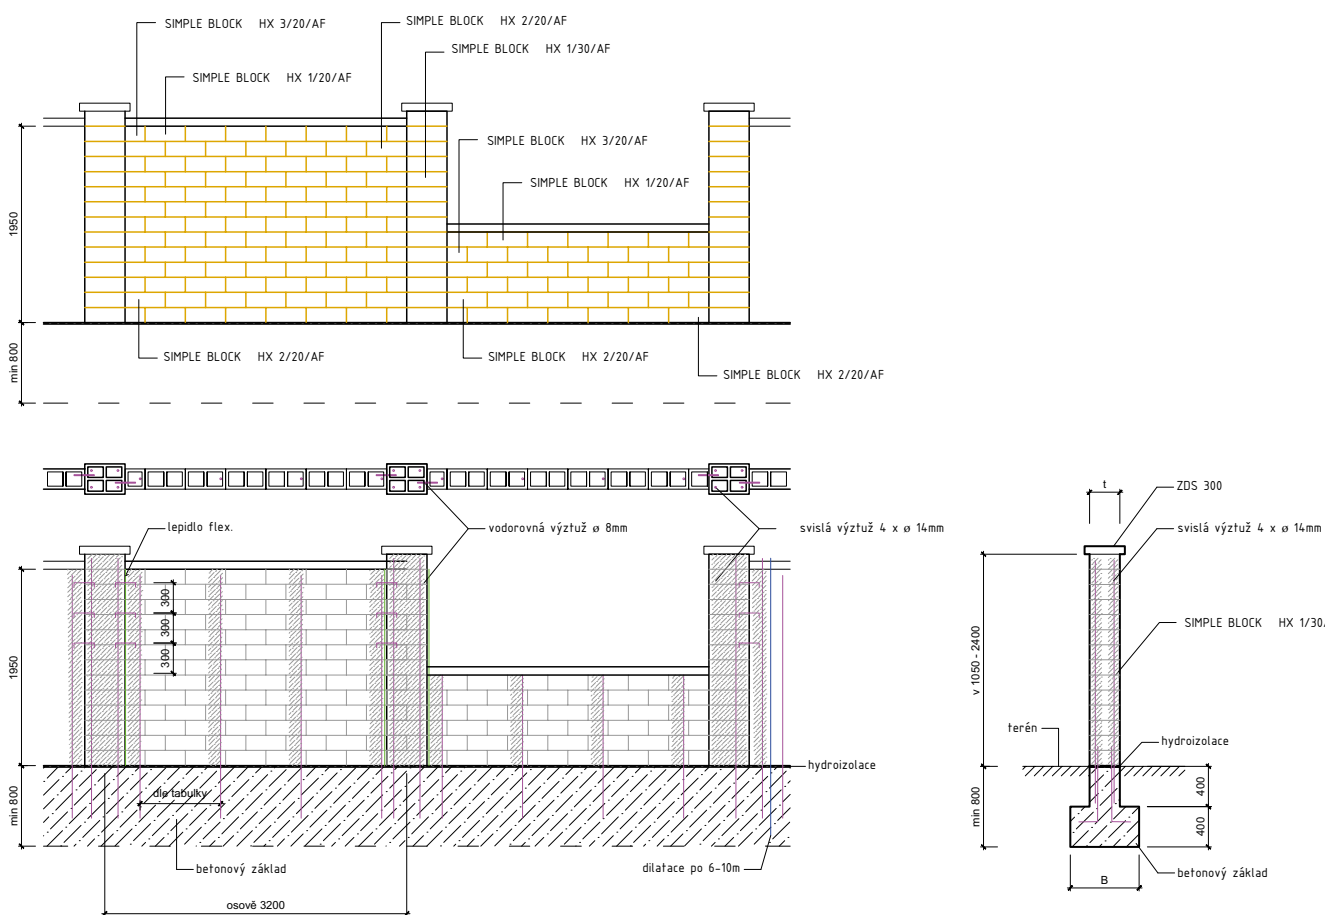 SIMPLE BLOCK HX 3/20/AF
SIMPLE BLOCK HX 2/20/AF
SIMPLE BLOCK HX 1/30/AF
SIMPLE BLOCK HX 1/20/AF
SIMPLE BLOCK HX 3/20/AF
SIMPLE BLOCK HX 1/20/AF
1950
min 800
SIMPLE BLOCK HX 2/20/AF
SIMPLE BLOCK HX 2/20/AF
SIMPLE BLOCK HX 2/20/AF
lepidlo flex.
vodorovná výztuž ø 8mm
svislá výztuž 4 x ø 14mm
300
300
300
1950
min 800
dle tabulky
hydroizolace
betonový základ
dilatace po 6-10m
osově 3200
t
ZDS 300
svislá výztuž 4 x ø 14mm
SIMPLE BLOCK HX 1/30/
v 1050 - 2400
terén
hydroizolace
min 800
400
400
betonový základ
B